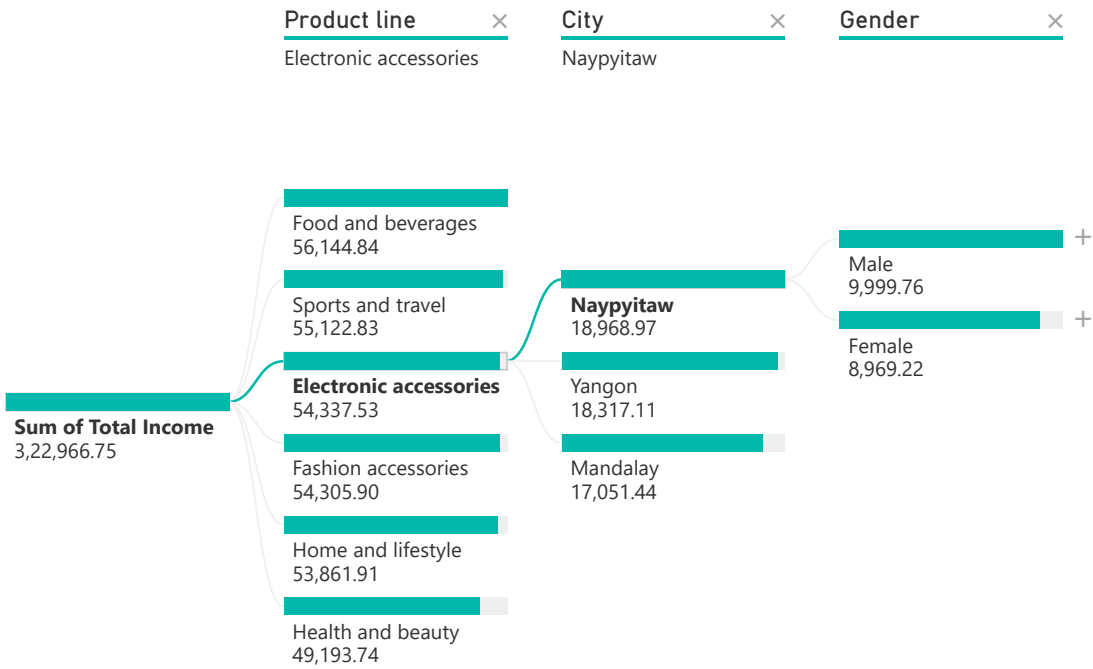 Product line ×
Electronic accessories
City ×
Naypyitaw
Gender ×
Sum of Total Income
3,22,966.75
Food and beverages
56,144.84
Sports and travel
55,122.83
Electronic accessories
54,337.53
Fashion accessories
54,305.90
Home and lifestyle
53,861.91
Health and beauty
49,193.74
Naypyitaw
18,968.97
Yangon
18,317.11
Mandalay
17,051.44
Male
9,999.76
+
Female
8,969.22
+